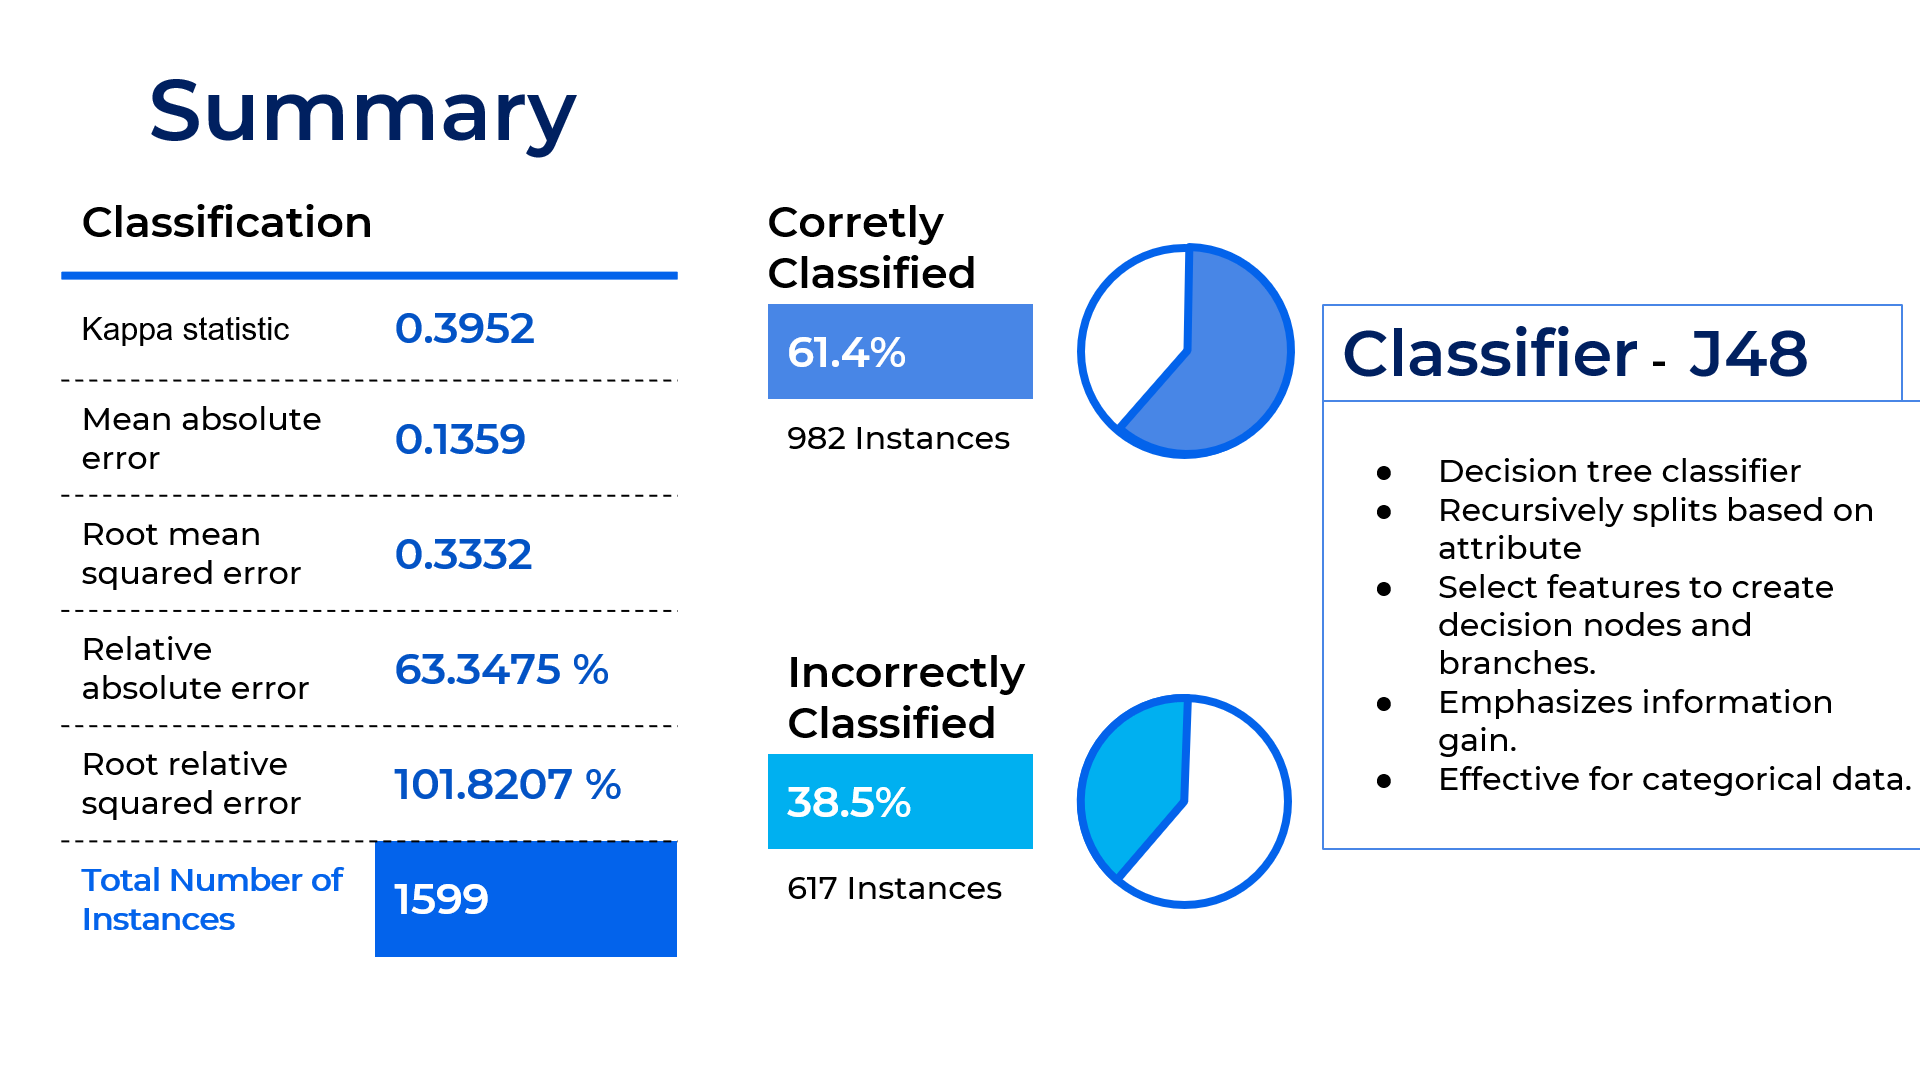 Summary
Classification
Kappa statistic 0.3952
Mean absolute
error
0.1359
Root mean
squared error
0.3332
Relative
absolute error
63.3475 %
Root relative
squared error
101.8207 %
Total Number of
Instances
1599
Corretly
Classified
61.4%
982 Instances
Incorrectly
Classified
38.5%
617 Instances
Classifier - J48
● Decision tree classifier
● Recursively splits based on
attribute
● Select features to create
decision nodes and
branches.
● Emphasizes information
gain.
● Effective for categorical data.